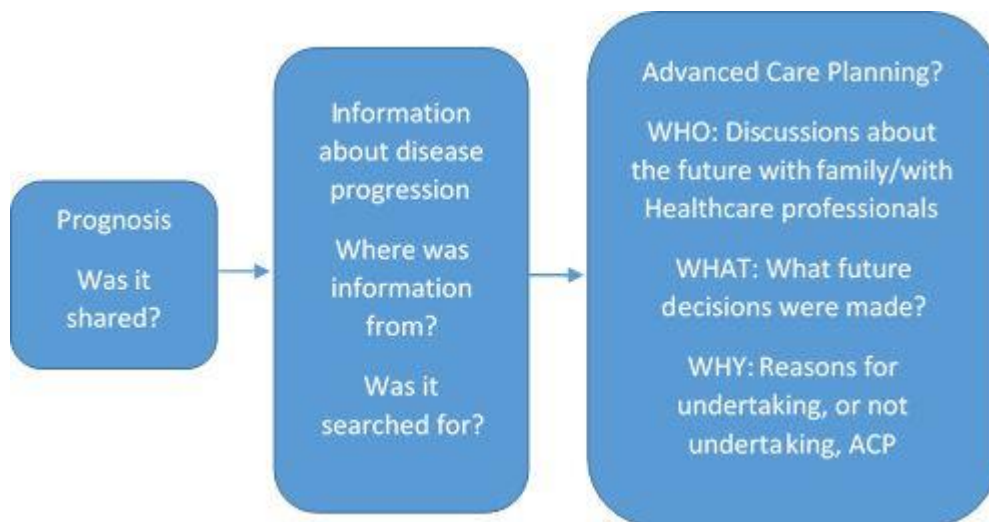 Prognosis
Was it
shared?
Information
about disease
progression
Where was
information
from?
Was it
searched for?
Advanced Care Planning?
WHO: Discussions about
the future with family/with
Healthcare professionals
WHAT: What future
decisions were made?
WHY: Reasons for
undertaking, or not
undertaking, ACP